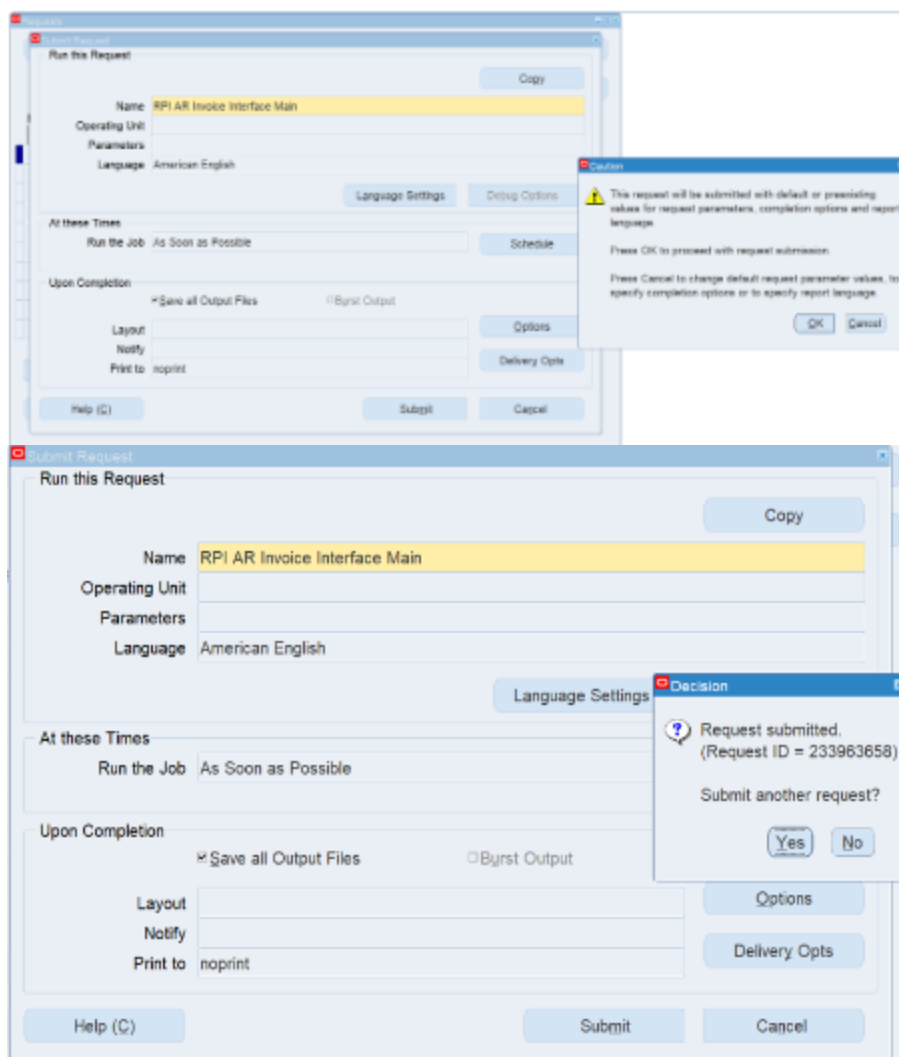 Requests
Submit Request
Run this Request
Copy
Name RPI AR Invoice Interface Main
Operating Unit
Parameters
Language American English
Language Settings Debug Options
At these Times
Run the Job As Soon as Possible
Schedule
Upon Completion
Save all Output Files Burst Output
Layout
Options
Notify
Print to noprint
Delivery Opts
Help (C) Submit Cancel
Caution
This request will be submitted with default or preexisting
values for request parameters, completion options and report
language.
Press OK to proceed with request submission.
Press Cancel to change default request parameter values, to
specify completion options or to specify report language.
OK Cancel
Submit Request
Run this Request
Copy
Name RPI AR Invoice Interface Main
Operating Unit
Parameters
Language American English
Language Settings
At these Times
Run the Job As Soon as Possible
Upon Completion
Save all Output Files Burst Output
Layout
Options
Notify
Print to noprint
Delivery Opts
Help (C) Submit Cancel
Decision
Request submitted.
(Request ID = 233963658)
Submit another request?
Yes No